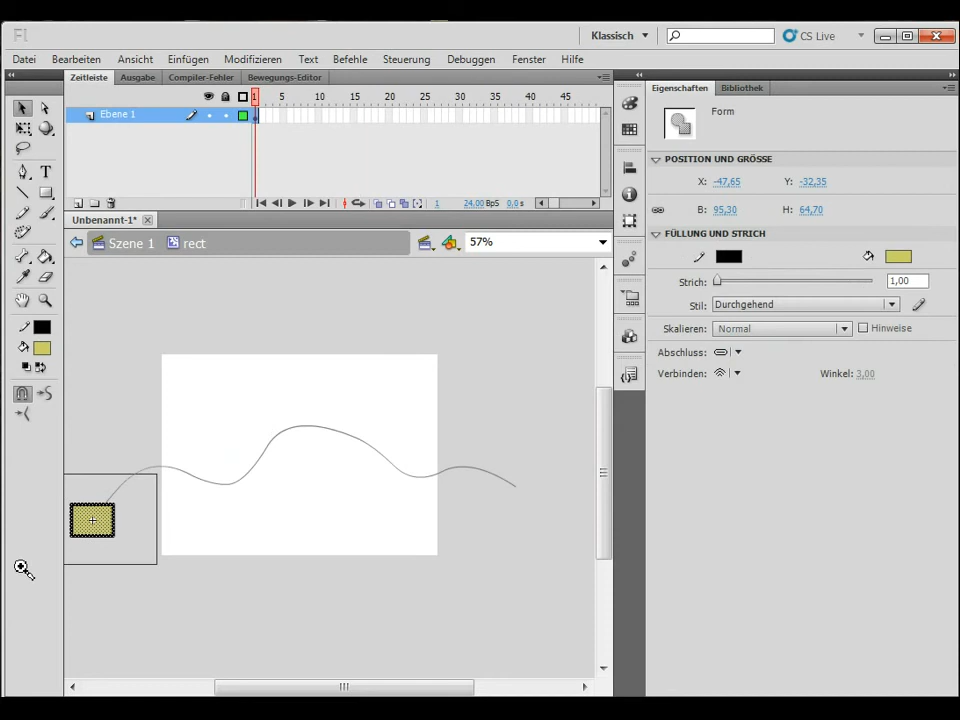 Fl
Klassisch
CS Live
Datei Bearbeiten Ansicht Einfügen Modifizieren Text Befehle Steuerung Debuggen Fenster Hilfe
Zeitleiste Ausgabe Compiler-Fehler Bewegungs-Editor
Eigenschaften Bibliothek
1 5 10 15 20 25 30 35 40 45
Ebene 1
Form
POSITION UND GRÖSSE
X: -47,65 Y: -32,35
B: 95,30 H: 64,70
1 24,00 BpS 0,0 s
Unbenannt-1*
Szene 1 rect 57%
FÜLLUNG UND STRICH
Strich: 1,00
Stil: Durchgehend
Skalieren: Normal Hinweise
Abschluss:
Verbinden: Winkel: 3,00
T